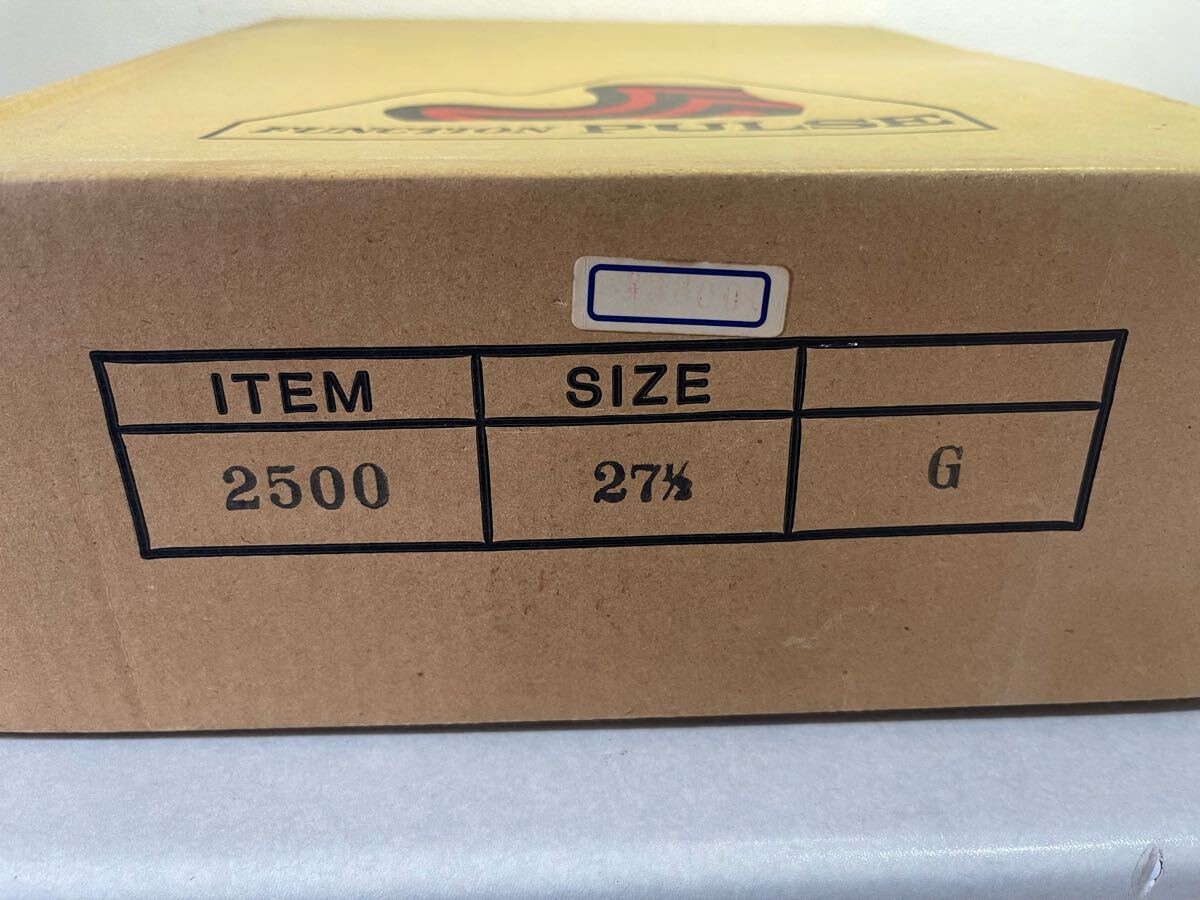 FUNCTION PULSE
ITEM SIZE
2500 27½ G